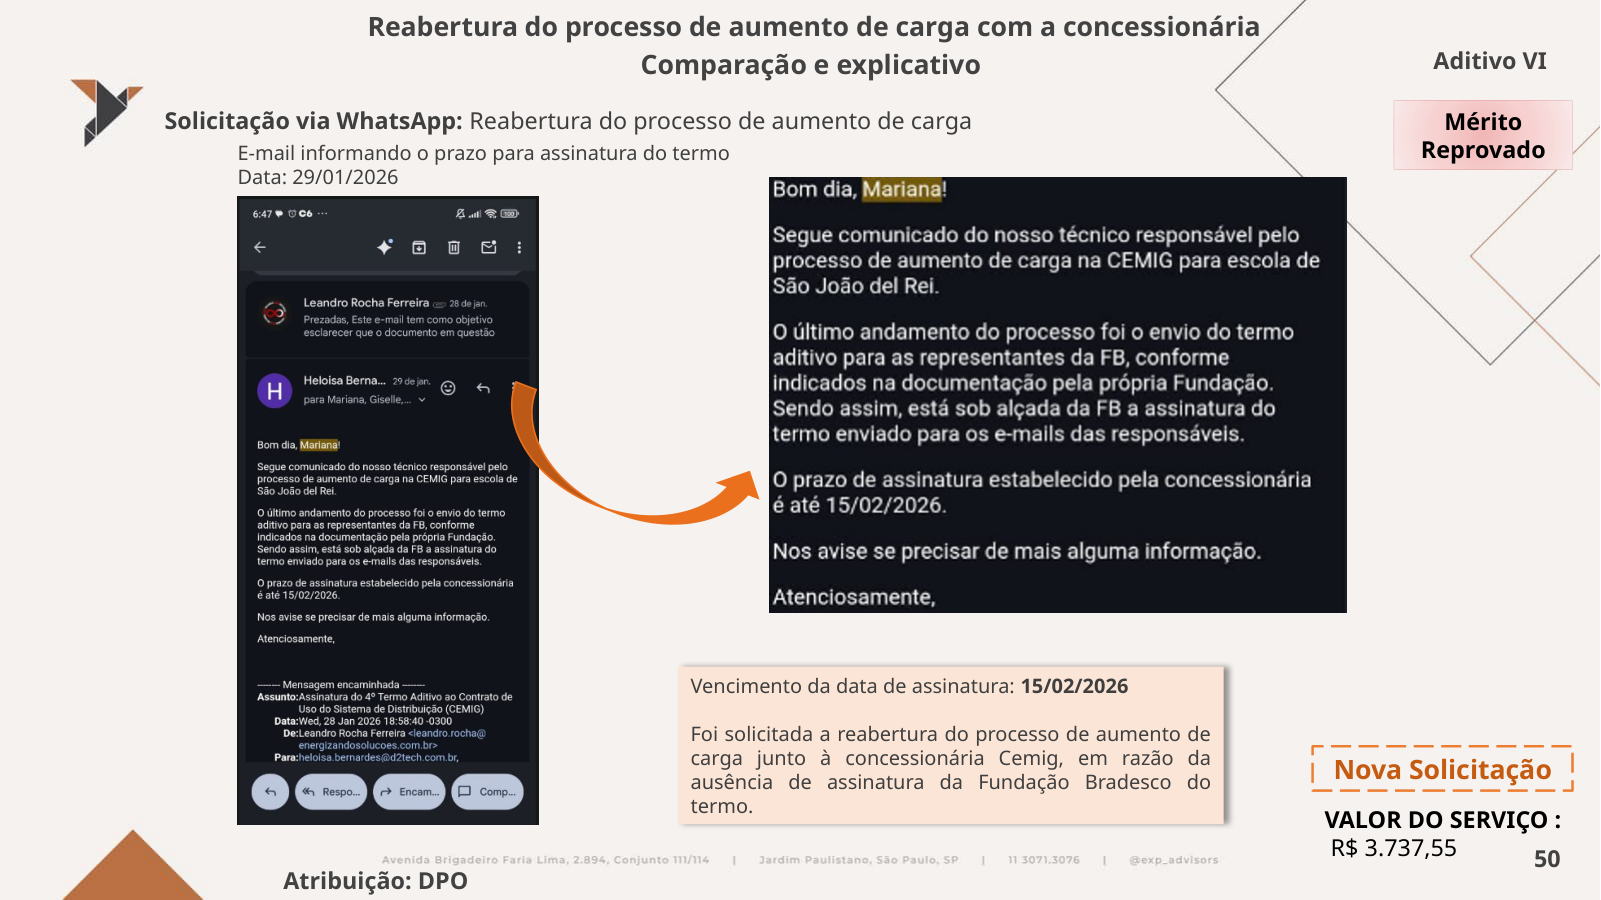 Reabertura do processo de aumento de carga com a concessionária
Comparação e explicativo
Aditivo VI
Mérito
Reprovado
Solicitação via WhatsApp: Reabertura do processo de aumento de carga
E-mail informando o prazo para assinatura do termo
Data: 29/01/2026
6:47
C6 ···
100
Leandro Rocha Ferreira 28 de jan.
Prezadas, Este e-mail tem como objetivo
esclarecer que o documento em questão
H
Heloisa Berna... 29 de jan.
para Mariana, Giselle,...
Bom dia, Mariana!
Segue comunicado do nosso técnico responsável pelo
processo de aumento de carga na CEMIG para escola de
São João del Rei.
O último andamento do processo foi o envio do termo
aditivo para as representantes da FB, conforme
indicados na documentação pela própria Fundação.
Sendo assim, está sob alçada da FB a assinatura do
termo enviado para os e-mails das responsáveis.
O prazo de assinatura estabelecido pela concessionária
é até 15/02/2026.
Nos avise se precisar de mais alguma informação.
Atenciosamente,
-------- Mensagem encaminhada --------
Assunto:Assinatura do 4º Termo Aditivo ao Contrato de
Uso do Sistema de Distribuição (CEMIG)
Data:Wed, 28 Jan 2026 18:58:40 -0300
De:Leandro Rocha Ferreira <leandro.rocha@
energizandosolucoes.com.br>
Para:heloisa.bernardes@d2tech.com.br,
Respo...
Encam...
Comp...
Bom dia, Mariana!
Segue comunicado do nosso técnico responsável pelo
processo de aumento de carga na CEMIG para escola de
São João del Rei.
O último andamento do processo foi o envio do termo
aditivo para as representantes da FB, conforme
indicados na documentação pela própria Fundação.
Sendo assim, está sob alçada da FB a assinatura do
termo enviado para os e-mails das responsáveis.
O prazo de assinatura estabelecido pela concessionária
é até 15/02/2026.
Nos avise se precisar de mais alguma informação.
Atenciosamente,
Vencimento da data de assinatura: 15/02/2026
Foi solicitada a reabertura do processo de aumento de
carga junto à concessionária Cemig, em razão da
ausência de assinatura da Fundação Bradesco do
termo.
Nova Solicitação
VALOR DO SERVIÇO :
R$ 3.737,55
50
Avenida Brigadeiro Faria Lima, 2.894, Conjunto 111/114 | Jardim Paulistano, São Paulo, SP | 11 3071.3076 | @exp_advisors
Atribuição: DPO